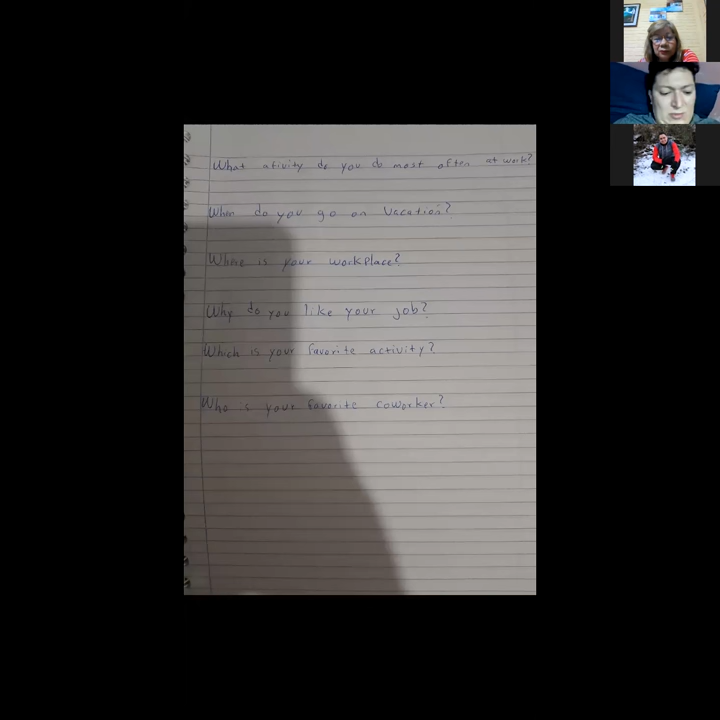 What ativity do you do most often at work?
When do you go on vacation?
Where is your workplace?
Why do you like your job?
Which is your favorite activity?
Who is your favorite coworker?